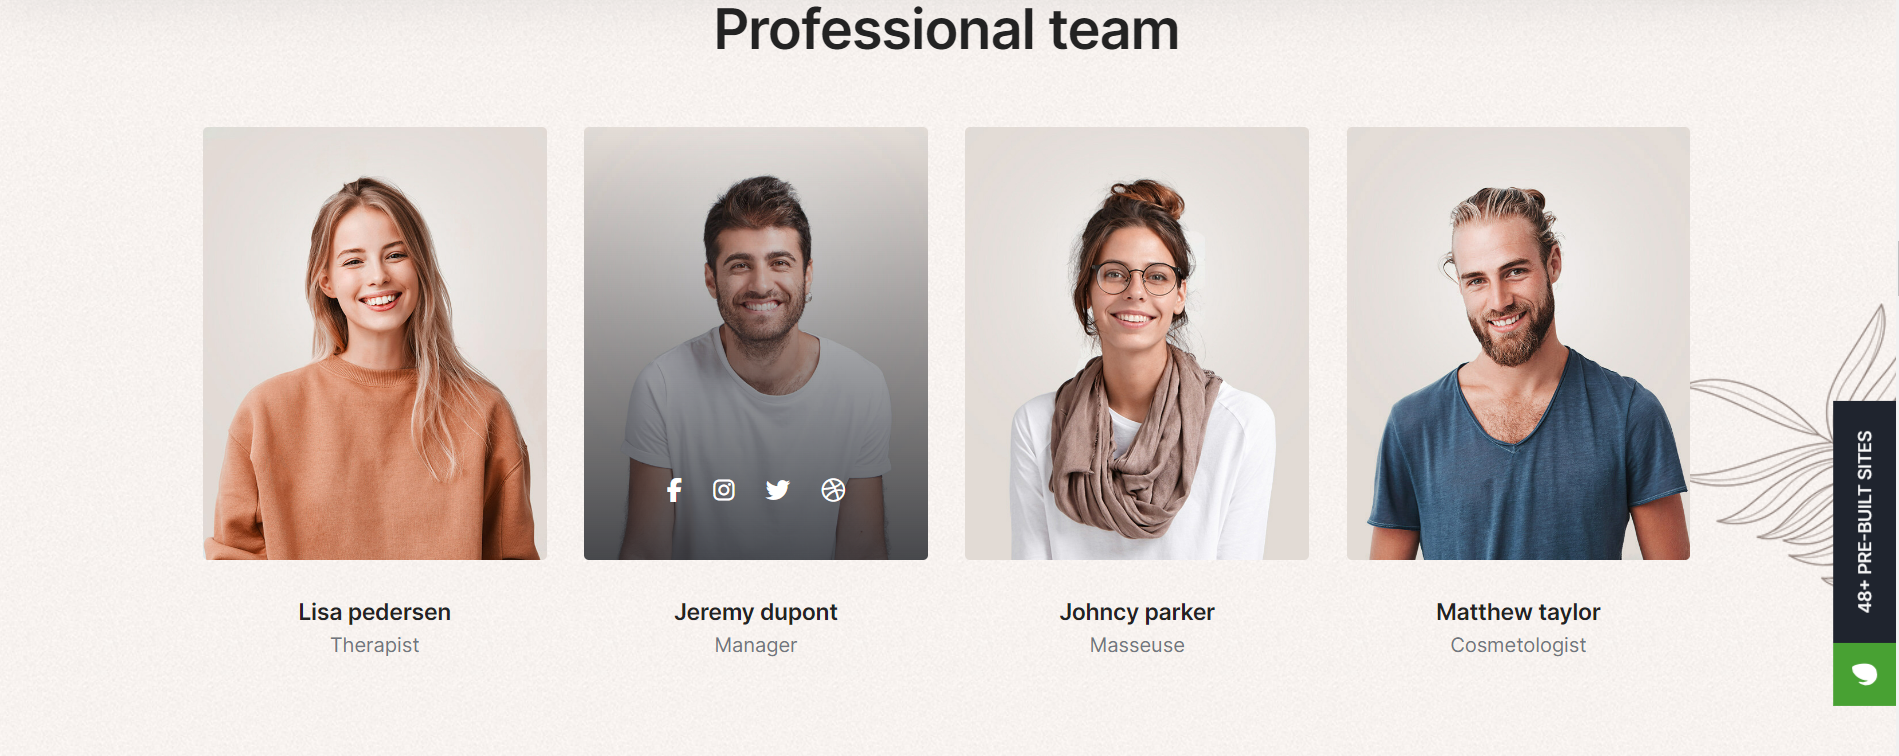 Professional team
Lisa pedersen
Therapist
Jeremy dupont
Manager
Johncy parker
Masseuse
Matthew taylor
Cosmetologist
48+ PRE-BUILT SITES